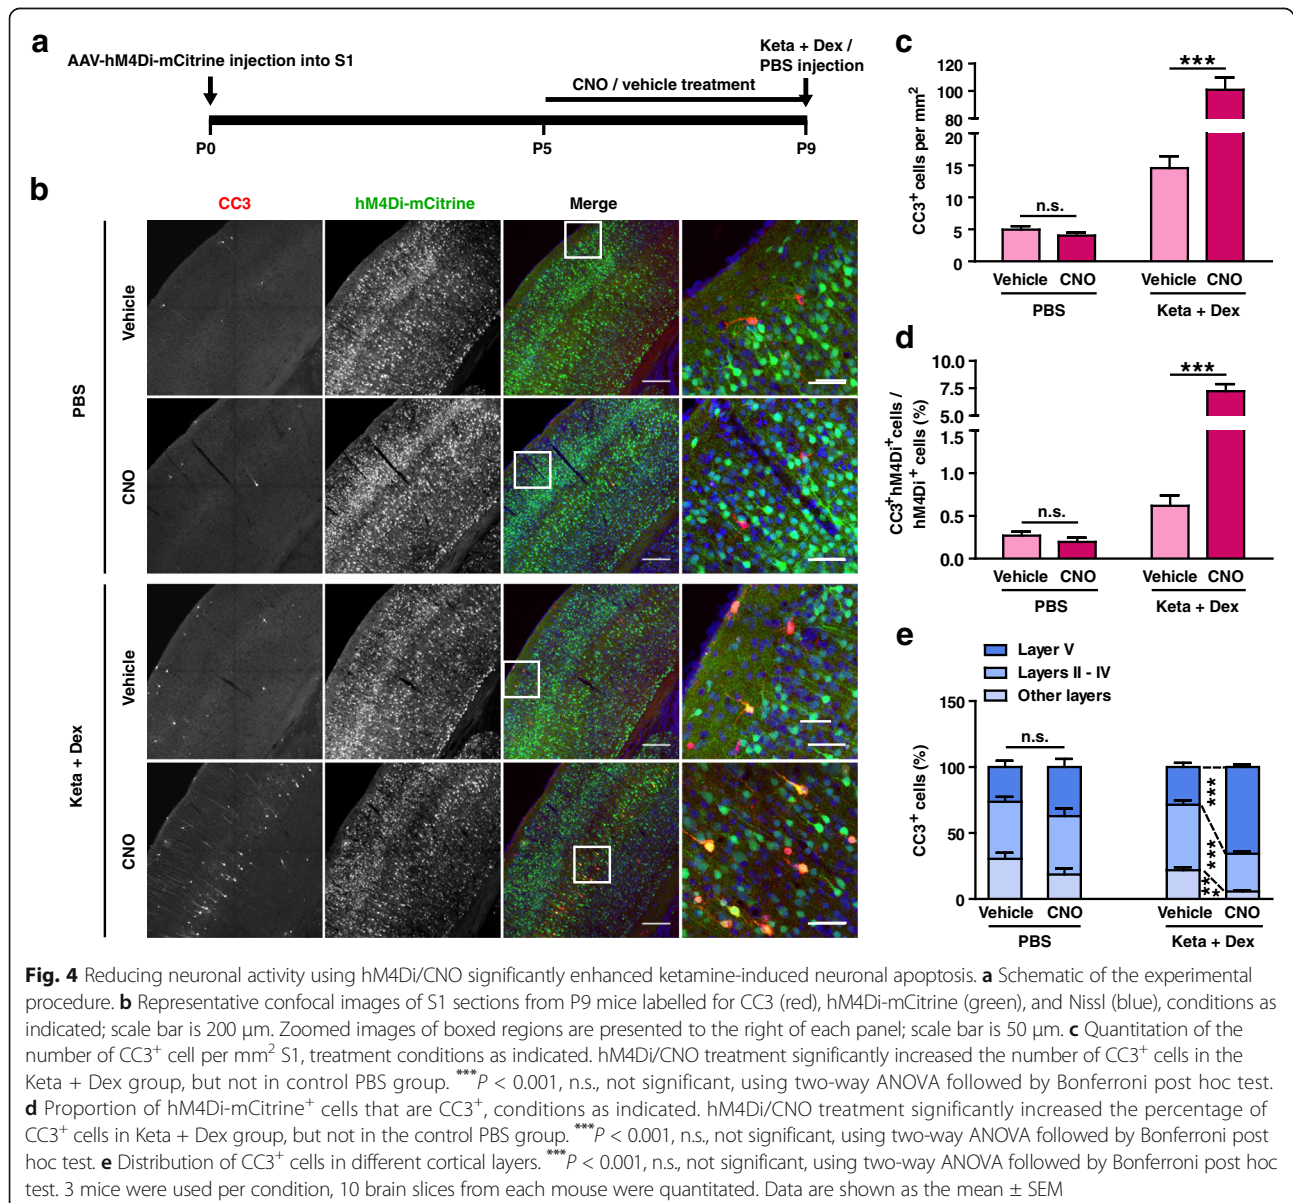 a
AAV-hM4Di-mCitrine injection into S1
Keta + Dex /
PBS injection
CNO / vehicle treatment
P0
P5
P9
b
CC3
hM4Di-mCitrine
Merge
PBS
Vehicle
CNO
Keta + Dex
Vehicle
CNO
c
CC3+ cells per mm2
120
100
80
20
15
10
5
0
n.s.
***
Vehicle CNO
Vehicle CNO
PBS
Keta + Dex
d
CC3+hM4Di+cells /
hM4Di+ cells (%)
10.0
7.5
5.0
1.5
1.0
0.5
0.0
n.s.
***
Vehicle CNO
Vehicle CNO
PBS
Keta + Dex
e
Layer V
Layers II - IV
Other layers
CC3+ cells (%)
150
100
50
0
n.s.
***
***
**
Vehicle CNO
Vehicle CNO
PBS
Keta + Dex
Fig. 4 Reducing neuronal activity using hM4Di/CNO significantly enhanced ketamine-induced neuronal apoptosis. a Schematic of the experimental
procedure. b Representative confocal images of S1 sections from P9 mice labelled for CC3 (red), hM4Di-mCitrine (green), and Nissl (blue), conditions as
indicated; scale bar is 200 μm. Zoomed images of boxed regions are presented to the right of each panel; scale bar is 50 μm. c Quantitation of the
number of CC3+ cell per mm2 S1, treatment conditions as indicated. hM4Di/CNO treatment significantly increased the number of CC3+ cells in the
Keta + Dex group, but not in control PBS group. ***P < 0.001, n.s., not significant, using two-way ANOVA followed by Bonferroni post hoc test.
d Proportion of hM4Di-mCitrine+ cells that are CC3+, conditions as indicated. hM4Di/CNO treatment significantly increased the percentage of
CC3+ cells in Keta + Dex group, but not in the control PBS group. ***P < 0.001, n.s., not significant, using two-way ANOVA followed by Bonferroni post
hoc test. e Distribution of CC3+ cells in different cortical layers. ***P < 0.001, n.s., not significant, using two-way ANOVA followed by Bonferroni post hoc
test. 3 mice were used per condition, 10 brain slices from each mouse were quantitated. Data are shown as the mean ± SEM